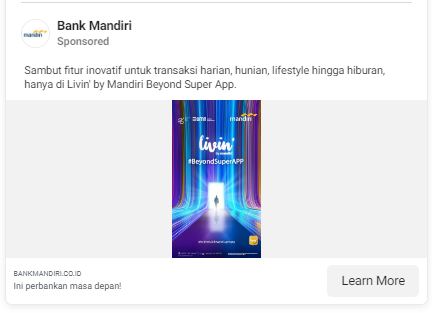 Bank Mandiri
Sponsored
mandiri
Sambut fitur inovatif untuk transaksi harian, hunian, lifestyle hingga hiburan,
hanya di Livin' by Mandiri Beyond Super App.
mandiri
livin'
by mandiri
#BeyondSuperAPP
BANKMANDIRI.CO.ID
Ini perbankan masa depan!
Learn More